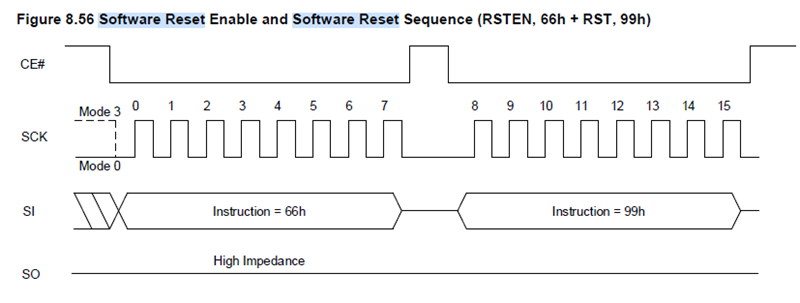 Figure 8.56 Software Reset Enable and Software Reset Sequence (RSTEN, 66h + RST, 99h)
CE#
Mode 3
0 1 2 3 4 5 6 7 8 9 10 11 12 13 14 15
SCK
Mode 0
SI Instruction = 66h Instruction = 99h
High Impedance
SO